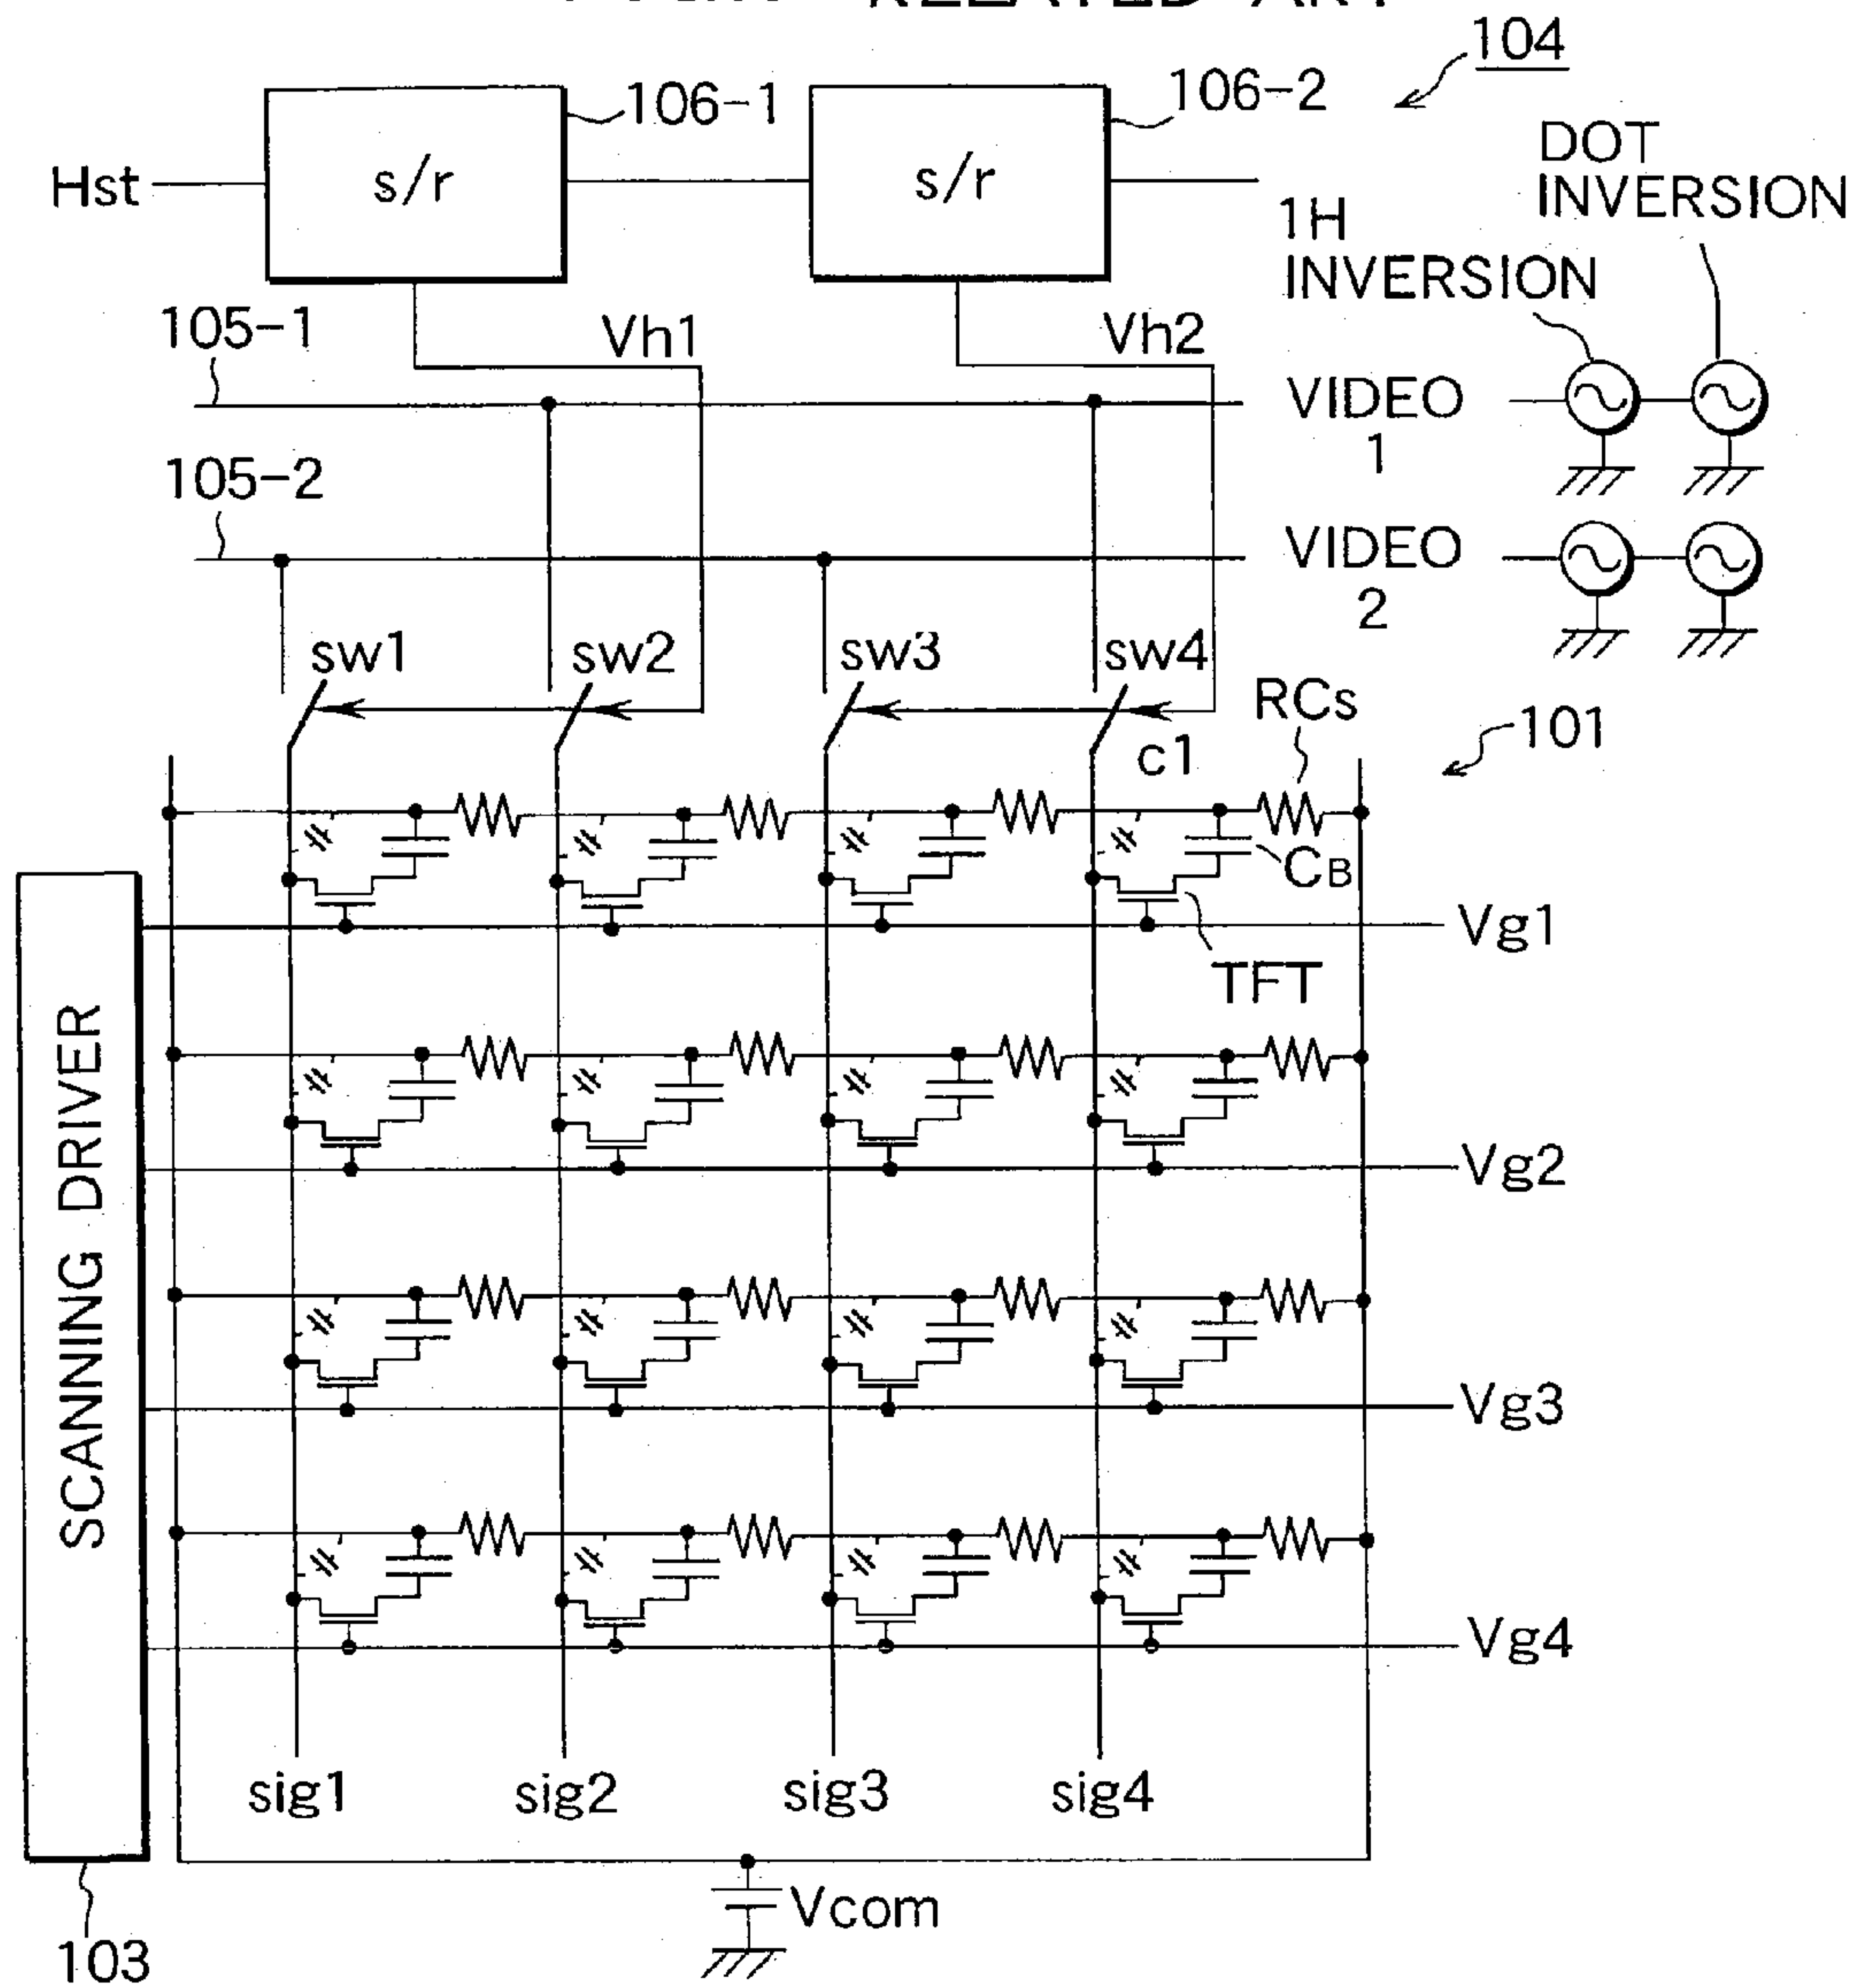 RELATED ART
104
106-1
106-2
DOT
INVERSION
Hst
s/r
s/r
1H
INVERSION
105-1
Vh1
Vh2
VIDEO
1
105-2
VIDEO
2
sw1
sw2
sw3
sw4
RCs
101
c1
CB
Vg1
TFT
SCANNING DRIVER
Vg2
Vg3
Vg4
sig1
sig2
sig3
sig4
Vcom
103